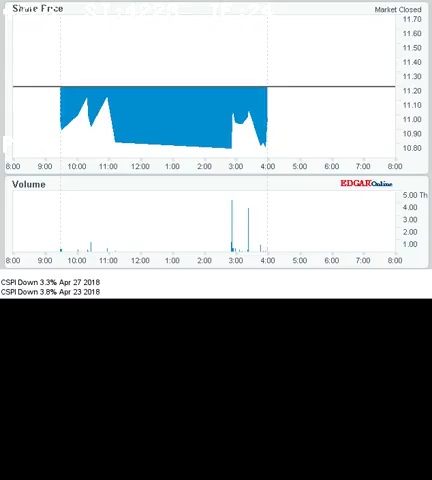 Share Price
Market Closed
11.70
11.60
11.50
11.40
11.30
11.20
11.10
11.00
10.90
10.80
8:00 9:00 10:00 11:00 12:00 1:00 2:00 3:00 4:00 5:00 6:00 7:00 8:00
Volume
EDGAROnline
5.00 Th
4.00
3.00
2.00
1.00
8:00 9:00 10:00 11:00 12:00 1:00 2:00 3:00 4:00 5:00 6:00 7:00 8:00
CSPI Down 3.3% Apr 27 2018
CSPI Down 3.8% Apr 23 2018